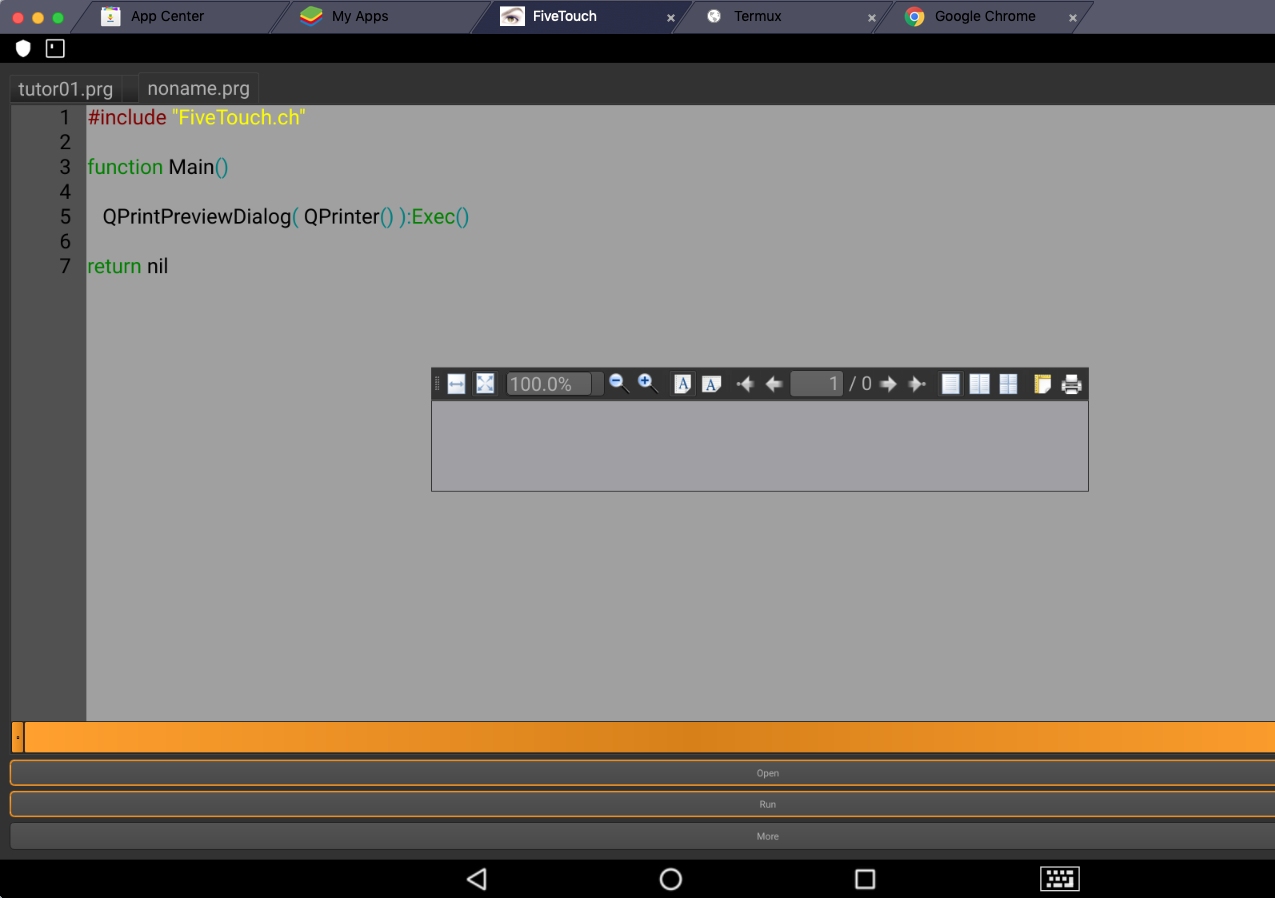 App Center My Apps FiveTouch × Termux × Google Chrome ×
tutor01.prg noname.prg
1 #include "FiveTouch.ch"
2
3 function Main()
4
5 QPrintPreviewDialog( QPrinter() ):Exec()
6
7 return nil
100.0% A A 1 / 0
Open
Run
More